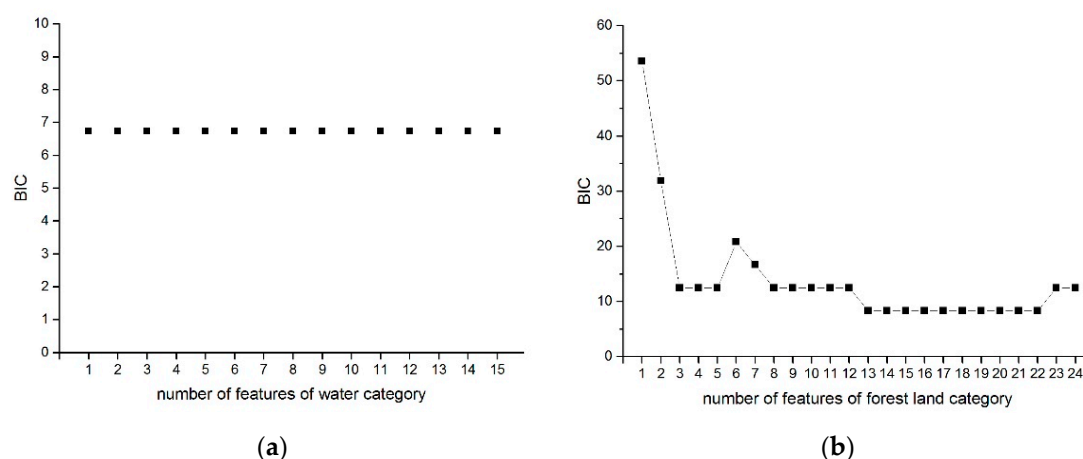 10
9
8
7
6
5
4
3
2
1
0
BIC
1 2 3 4 5 6 7 8 9 10 11 12 13 14 15
number of features of water category
(a)
60
50
40
30
20
10
0
BIC
1 2 3 4 5 6 7 8 9 10 11 12 13 14 15 16 17 18 19 20 21 22 23 24
number of features of forest land category
(b)